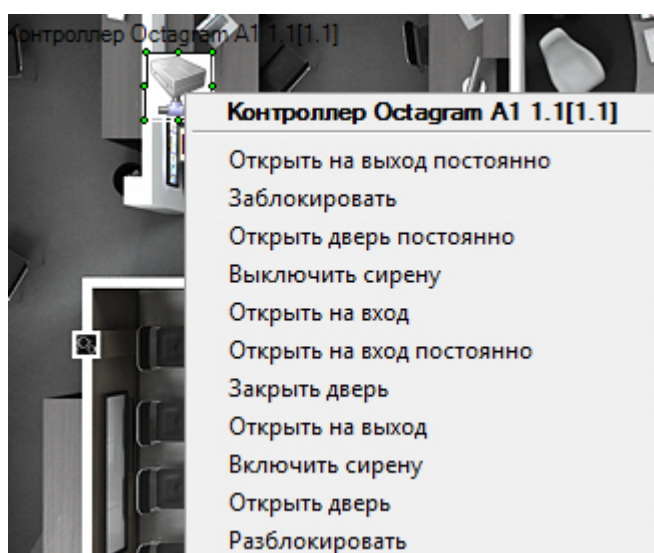 Контроллер Octagram A1 1.1[1.1]
Контроллер Octagram A1 1.1[1.1]
Открыть на выход постоянно
Заблокировать
Открыть дверь постоянно
Выключить сирену
Открыть на вход
Открыть на вход постоянно
Закрыть дверь
Открыть на выход
Включить сирену
Открыть дверь
Разблокировать